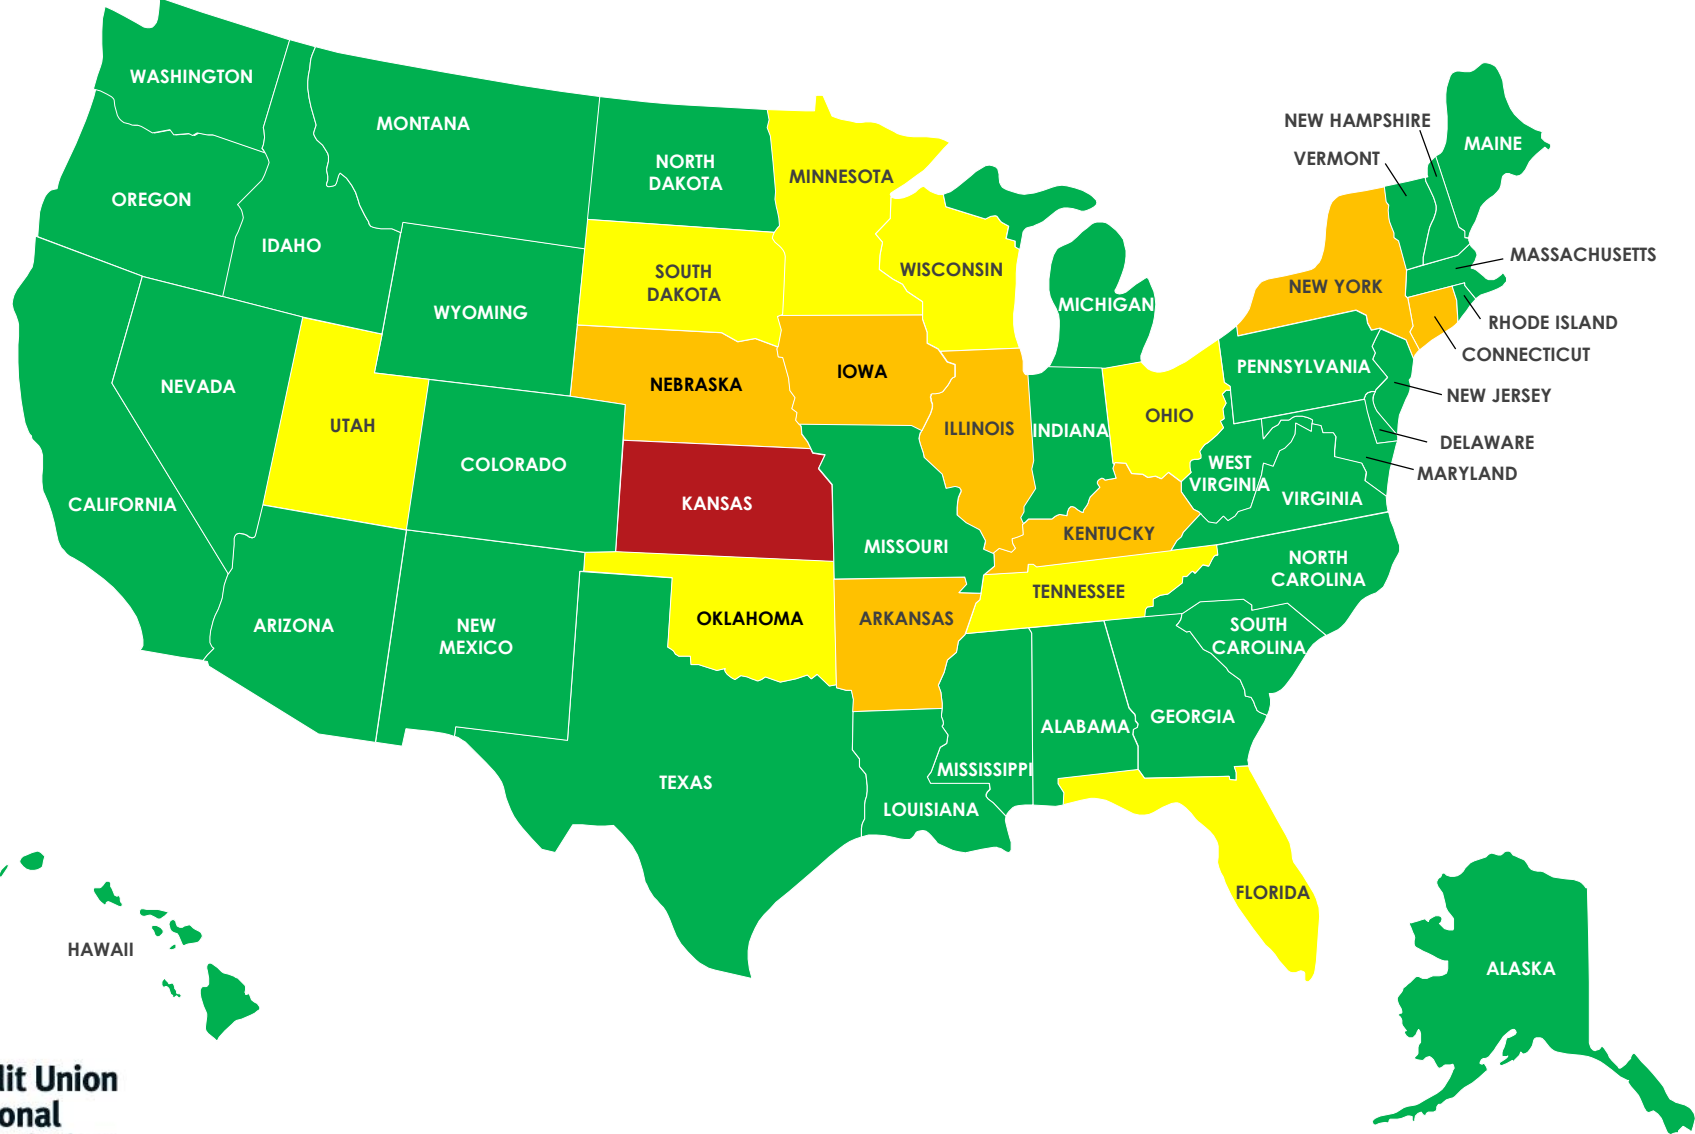 WASHINGTON
MONTANA
NORTH
DAKOTA
MINNESOTA
NEW HAMPSHIRE
VERMONT
MAINE
OREGON
IDAHO
SOUTH
DAKOTA
WISCONSIN
MASSACHUSETTS
NEW YORK
MICHIGAN
WYOMING
RHODE ISLAND
CONNECTICUT
PENNSYLVANIA
NEVADA
NEBRASKA
IOWA
NEW JERSEY
UTAH
ILLINOIS
INDIANA
OHIO
DELAWARE
COLORADO
WEST
VIRGINIA
MARYLAND
CALIFORNIA
KANSAS
VIRGINIA
MISSOURI
KENTUCKY
NORTH
CAROLINA
TENNESSEE
ARIZONA
NEW
MEXICO
OKLAHOMA
ARKANSAS
SOUTH
CAROLINA
ALABAMA
GEORGIA
TEXAS
MISSISSIPPI
LOUISIANA
FLORIDA
HAWAII
ALASKA
dit Union
onal